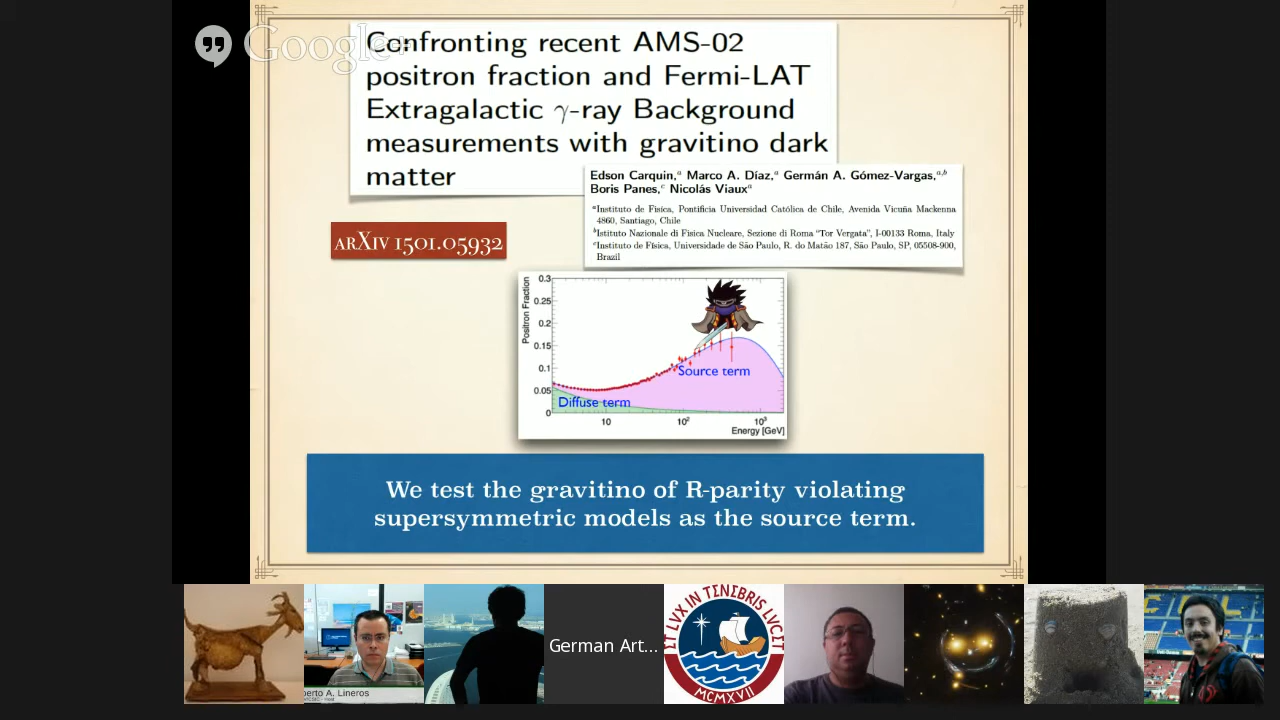 Google+
Confronting recent AMS-02
positron fraction and Fermi-LAT
Extragalactic γ-ray Background
measurements with gravitino dark
matter
Edson Carquin,ᵃ Marco A. Díaz,ᵃ Germán A. Gómez-Vargas,ᵃ,ᵇ
Boris Panes,ᶜ Nicolás Viauxᵃ
ᵃInstituto de Física, Pontificia Universidad Católica de Chile, Avenida Vicuña Mackenna
4860, Santiago, Chile
ᵇIstituto Nazionale di Fisica Nucleare, Sezione di Roma “Tor Vergata”, I-00133 Roma, Italy
ᶜInstituto de Física, Universidade de São Paulo, R. do Matão 187, São Paulo, SP, 05508-900,
Brazil
arXiv 1501.05932
Positron Fraction
0.3
0.25
0.2
0.15
0.1
0.05
0
Source term
Diffuse term
10
10²
10³
Energy [GeV]
We test the gravitino of R-parity violating
supersymmetric models as the source term.
berto A. Lineros
German Art...
ET LVX IN TENEBRIS LVCET
MCMXVII